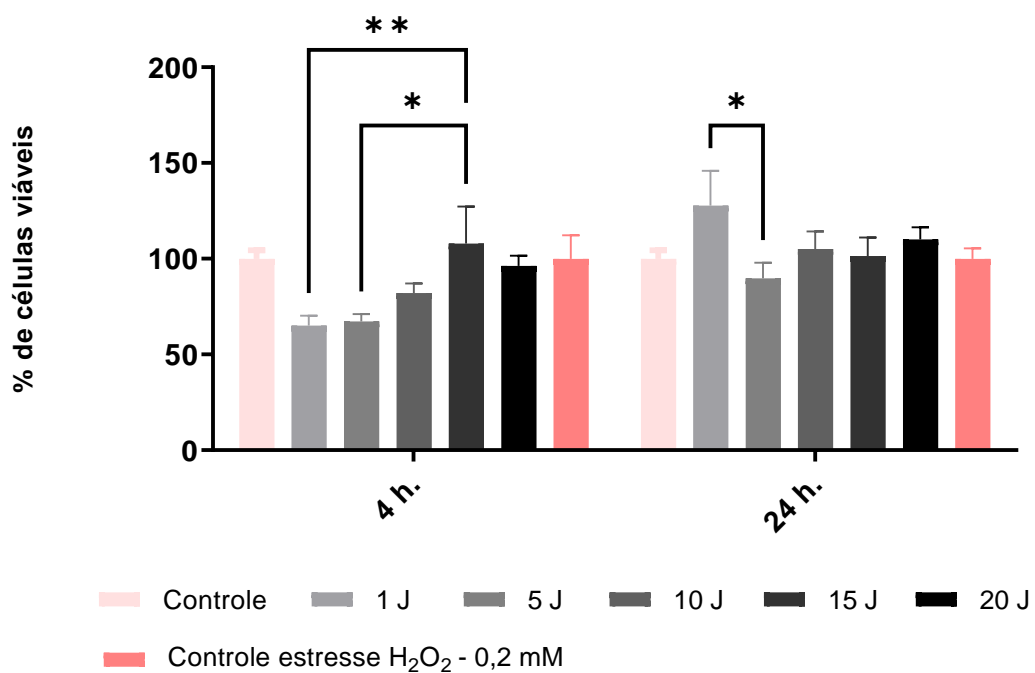 **
*
*
200
150
100
50
0
% de células viáveis
4 h.
24 h.
Controle
1 J
5 J
10 J
15 J
20 J
Controle estresse H₂O₂ - 0,2 mM